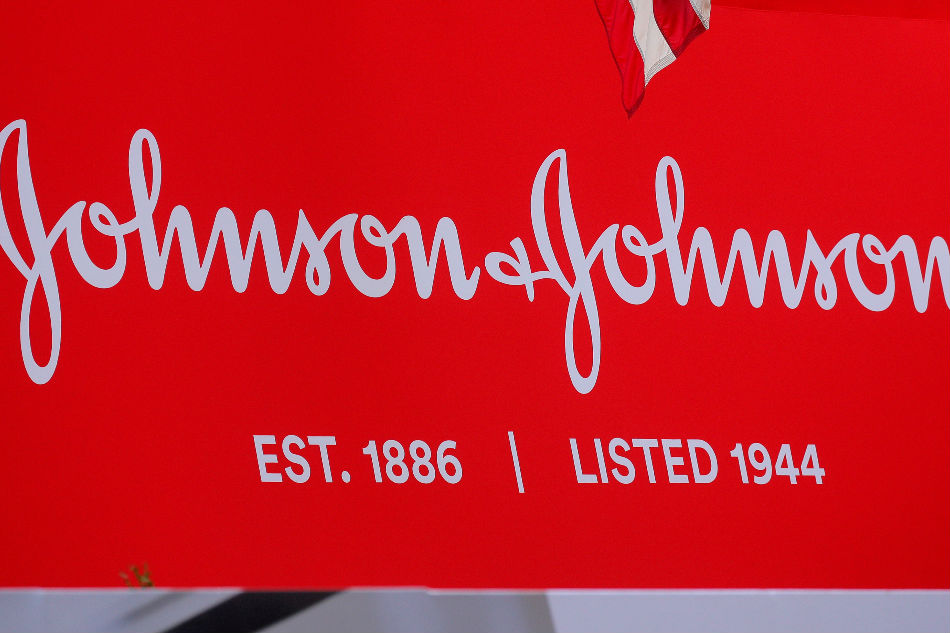 Johnson & Johnson
EST. 1886 | LISTED 1944